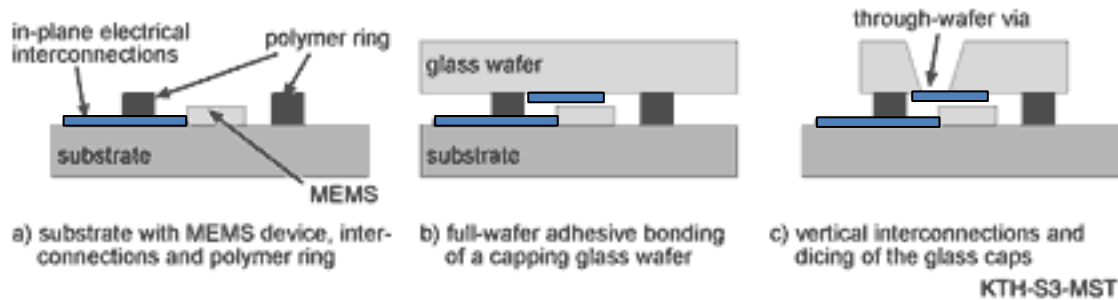 in-plane electrical
interconnections
polymer ring
substrate
MEMS
a) substrate with MEMS device, inter-
connections and polymer ring
glass wafer
substrate
b) full-wafer adhesive bonding
of a capping glass wafer
through-wafer via
c) vertical interconnections and
dicing of the glass caps
KTH-S3-MST